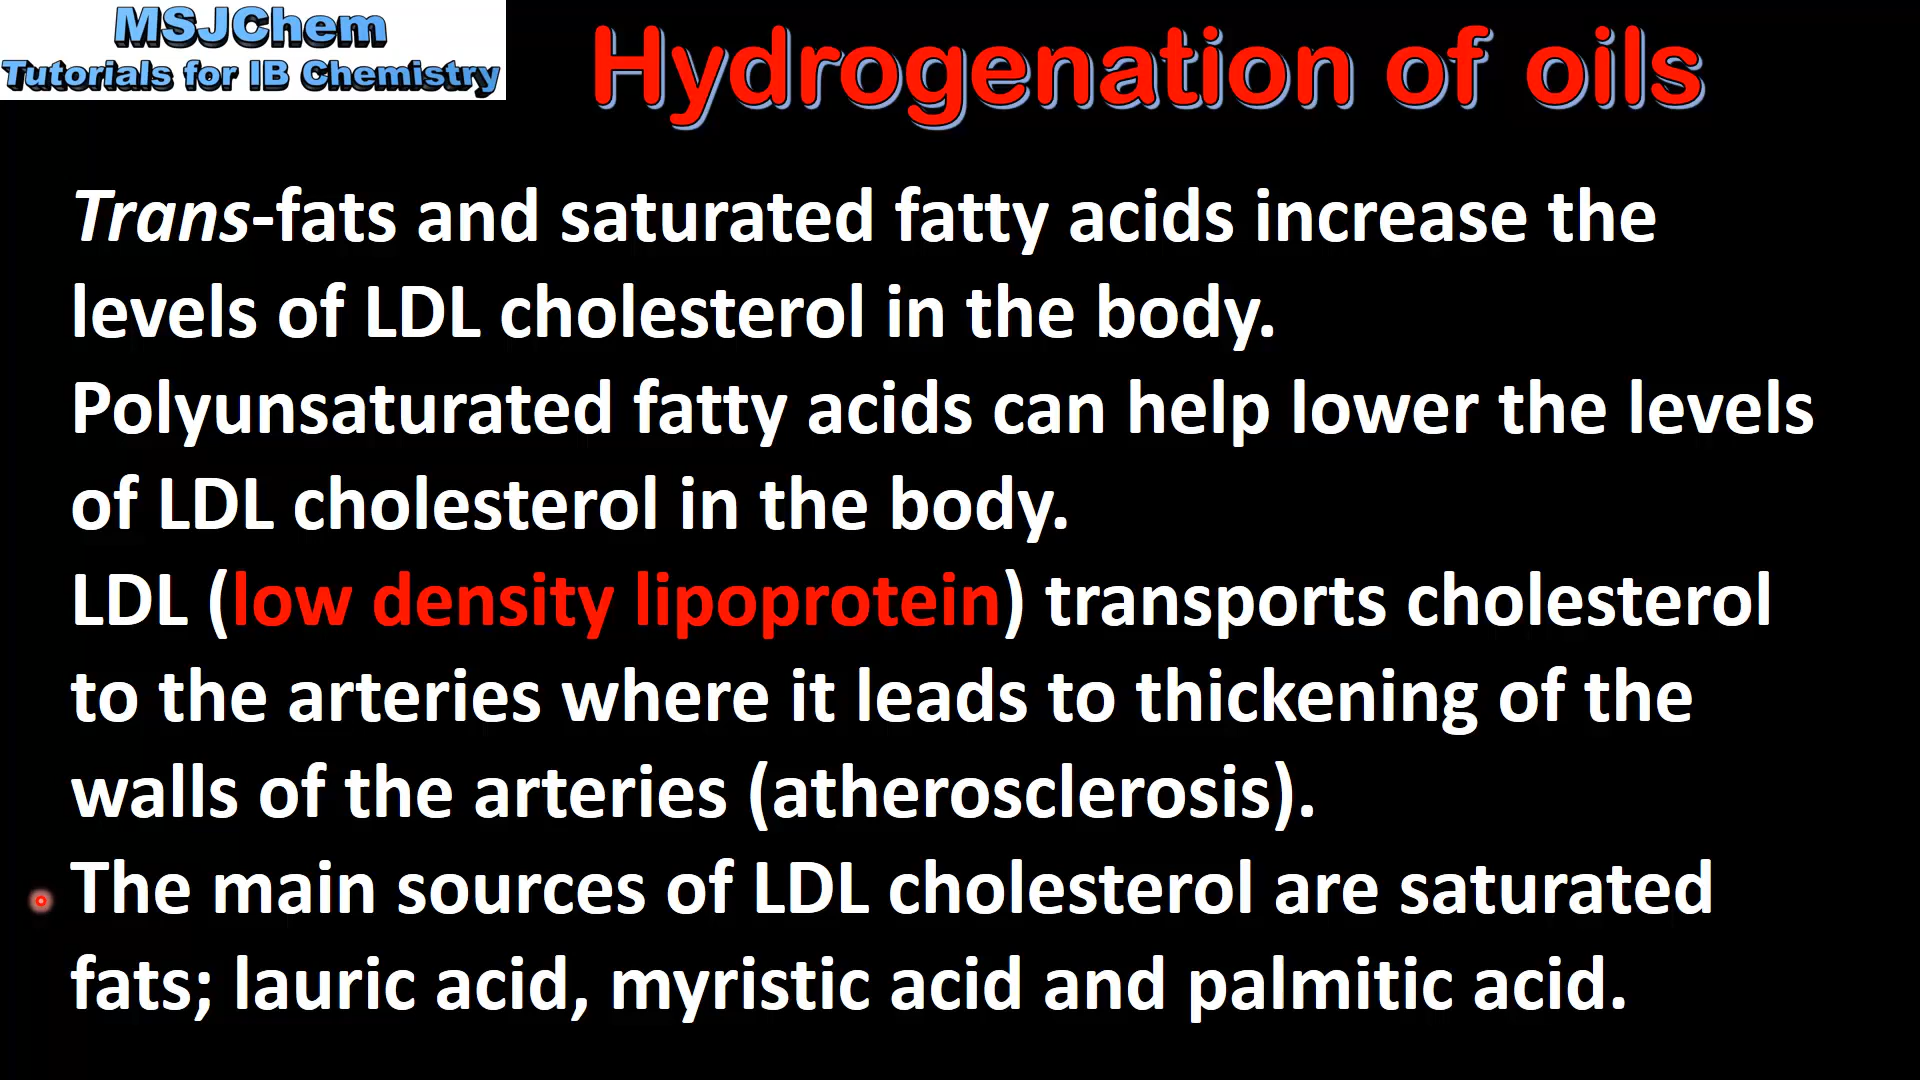 MSJChem
Tutorials for IB Chemistry
Hydrogenation of oils
Trans-fats and saturated fatty acids increase the
levels of LDL cholesterol in the body.
Polyunsaturated fatty acids can help lower the levels
of LDL cholesterol in the body.
LDL (low density lipoprotein) transports cholesterol
to the arteries where it leads to thickening of the
walls of the arteries (atherosclerosis).
The main sources of LDL cholesterol are saturated
fats; lauric acid, myristic acid and palmitic acid.